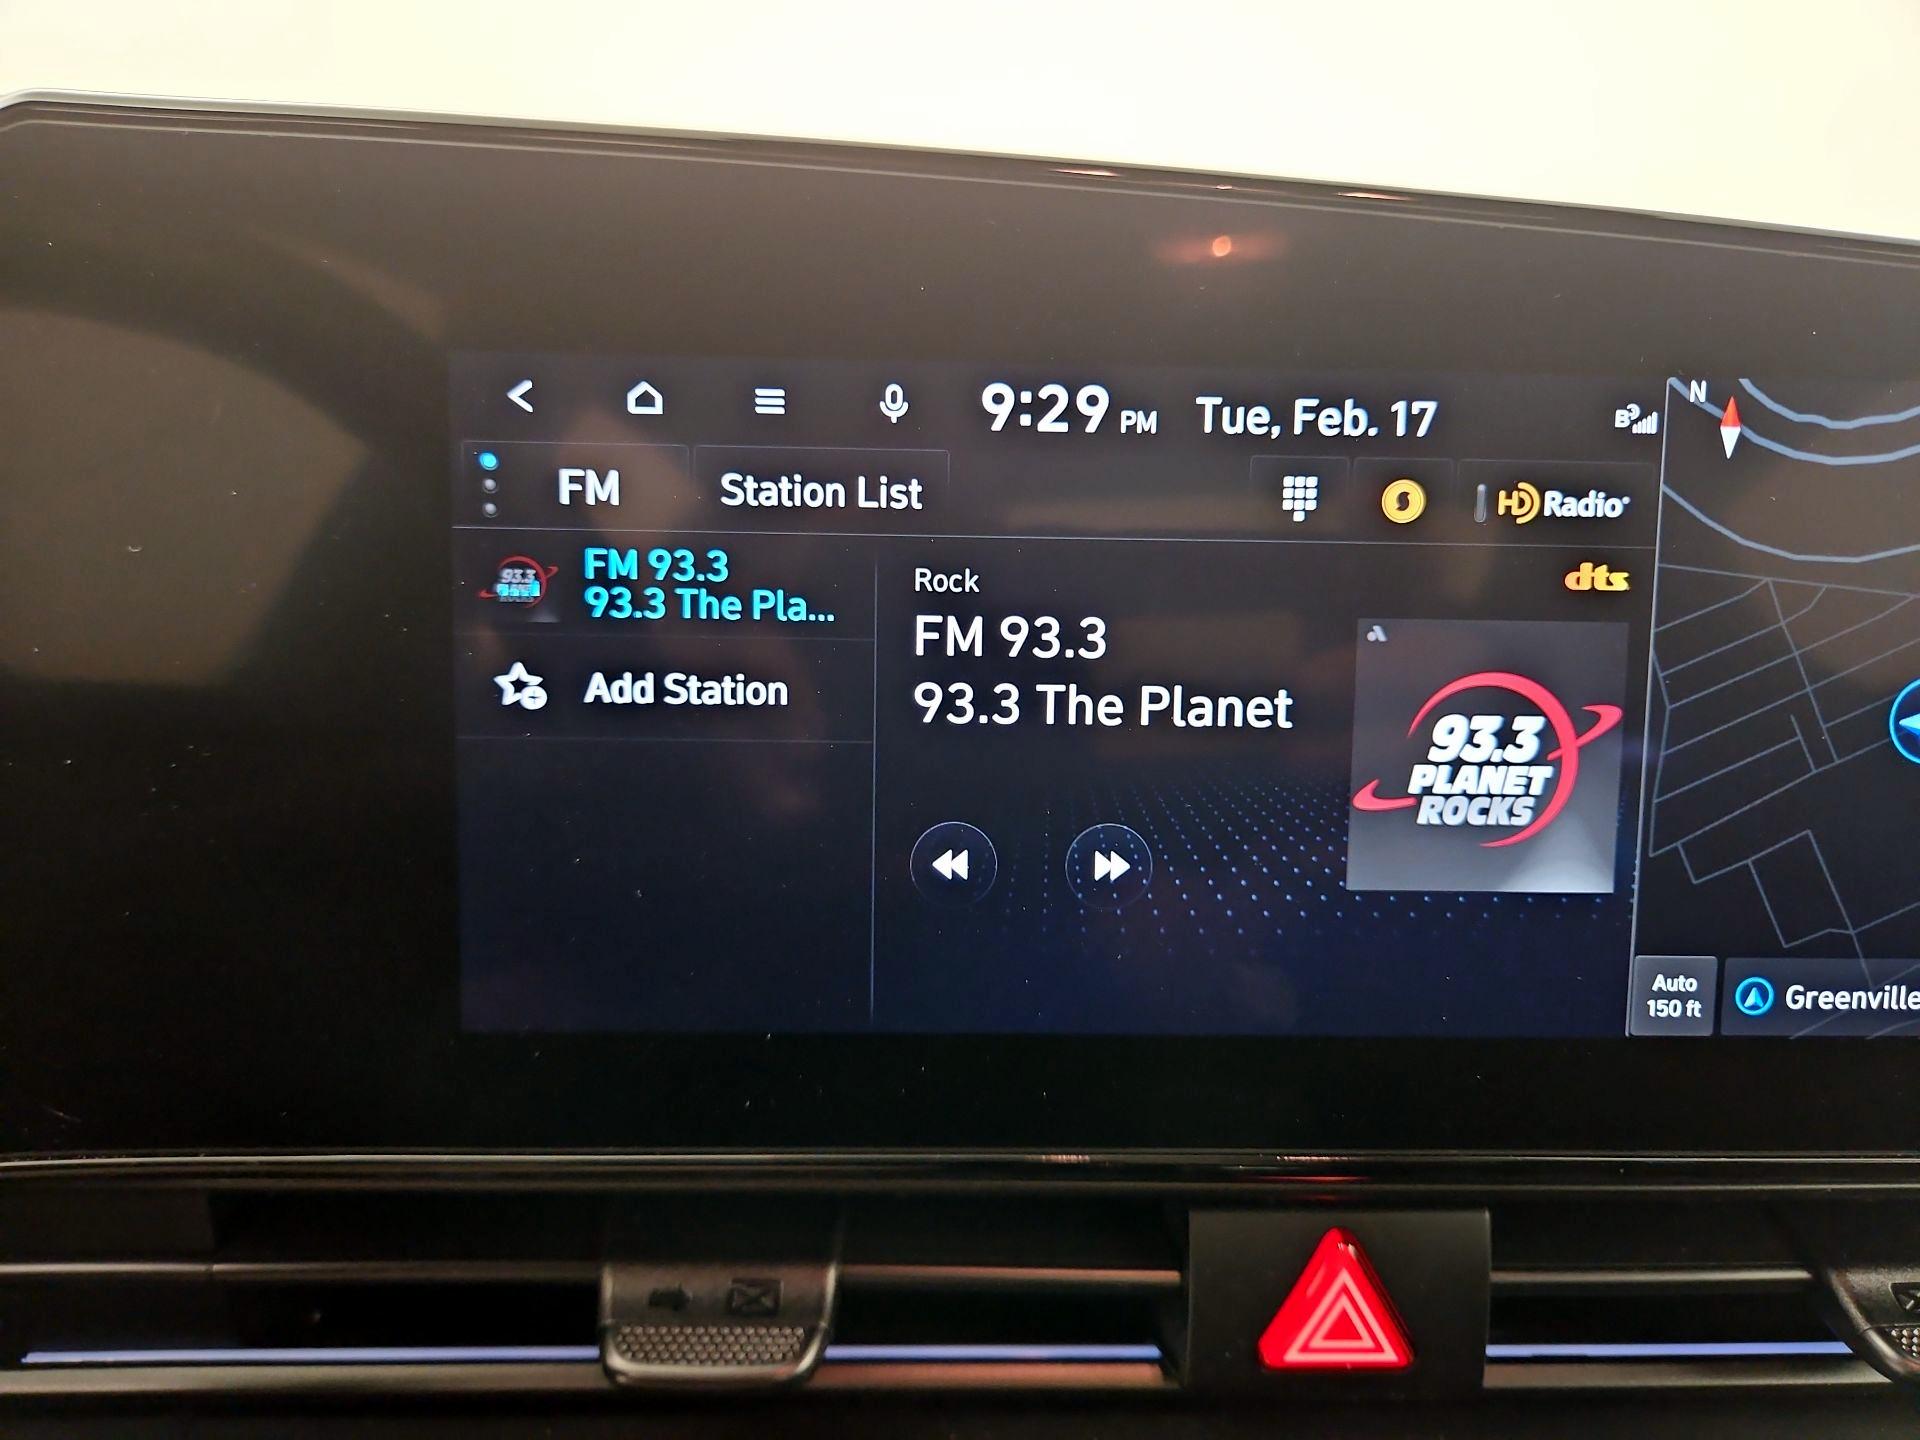 9:29 PM Tue, Feb. 17
B
N
FM Station List
HD Radio
FM 93.3
93.3 The Pla...
Add Station
Rock
FM 93.3
93.3 The Planet
dts
93.3
PLANET
ROCKS
Auto
150 ft
Greenville